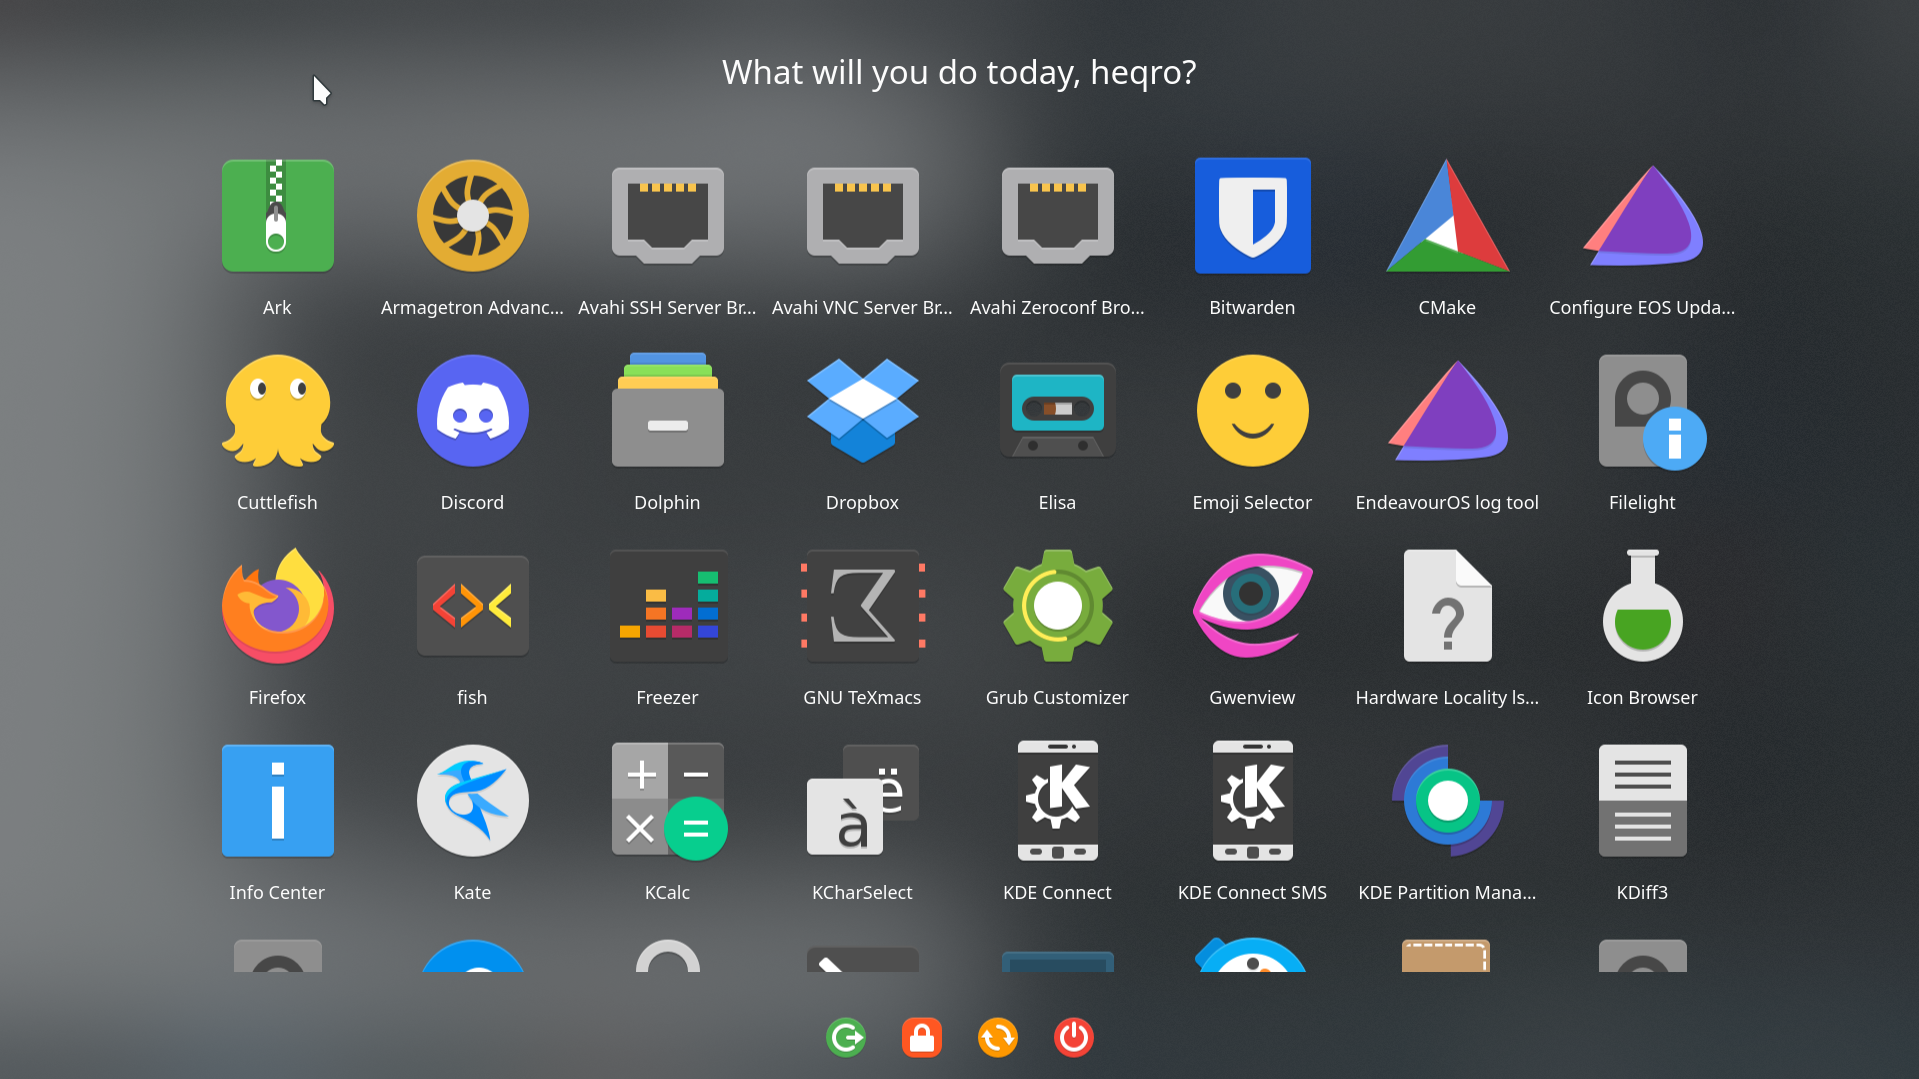 What will you do today, heqro?
Ark
Armagetron Advanc...
Avahi SSH Server Br...
Avahi VNC Server Br...
Avahi Zeroconf Bro...
Bitwarden
CMake
Configure EOS Upda...
Cuttlefish
Discord
Dolphin
Dropbox
Elisa
Emoji Selector
EndeavourOS log tool
Filelight
Firefox
fish
Freezer
GNU TeXmacs
Grub Customizer
Gwenview
Hardware Locality ls...
Icon Browser
ë
à
Info Center
Kate
KCalc
KCharSelect
KDE Connect
KDE Connect SMS
KDE Partition Mana...
KDiff3